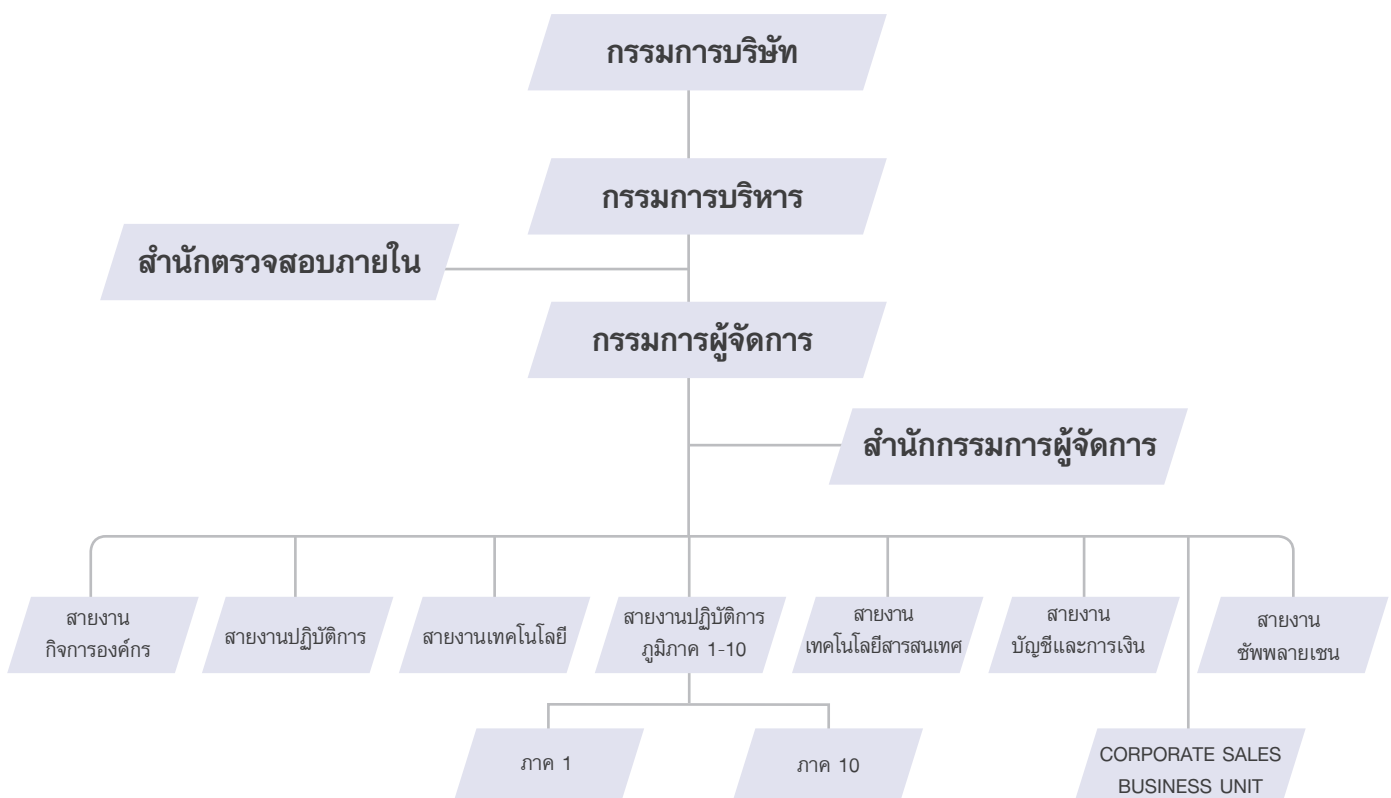 กรรมการบริษัท
กรรมการบริหาร
สำนักตรวจสอบภายใน
กรรมการผู้จัดการ
สำนักกรรมการผู้จัดการ
สายงาน
กิจการองค์กร
สายงานปฏิบัติการ
สายงานเทคโนโลยี
สายงานปฏิบัติการ
ภูมิภาค 1-10
สายงาน
เทคโนโลยีสารสนเทศ
สายงาน
บัญชีและการเงิน
สายงาน
ซัพพลายเชน
ภาค 1
ภาค 10
CORPORATE SALES
BUSINESS UNIT